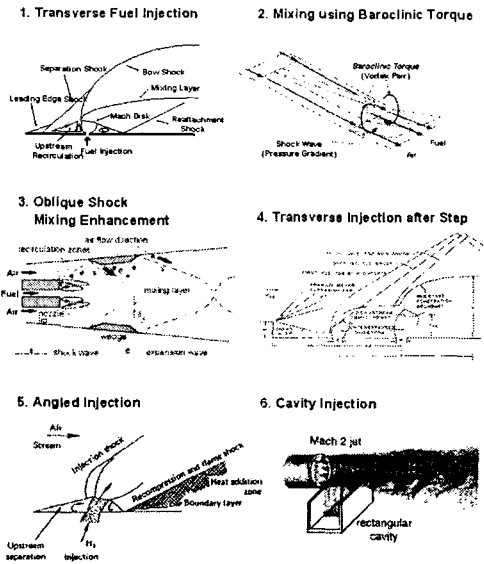 1. Transverse Fuel Injection
Separation Shock
Bow Shock
Mixing Layer
Leading Edge Shock
Mach Disk
Reattachment
Shock
Upstream
Recirculation
Fuel Injection
2. Mixing using Baroclinic Torque
Baroclinic Torque
(Vortex Pair)
Shock Wave
(Pressure Gradient)
Fuel
Air
3. Oblique Shock
Mixing Enhancement
air flow direction
recirculation zones
Air
Fuel
Air
mixing layer
nozzle
wedge
shock wave
expansion wave
4. Transverse Injection after Step
5. Angled Injection
Air
Stream
Injection shock
Recompression and flame shock
Heat addition
zone
Boundary layer
Upstream
separation
H2
Injection
6. Cavity Injection
Mach 2 jet
rectangular
cavity